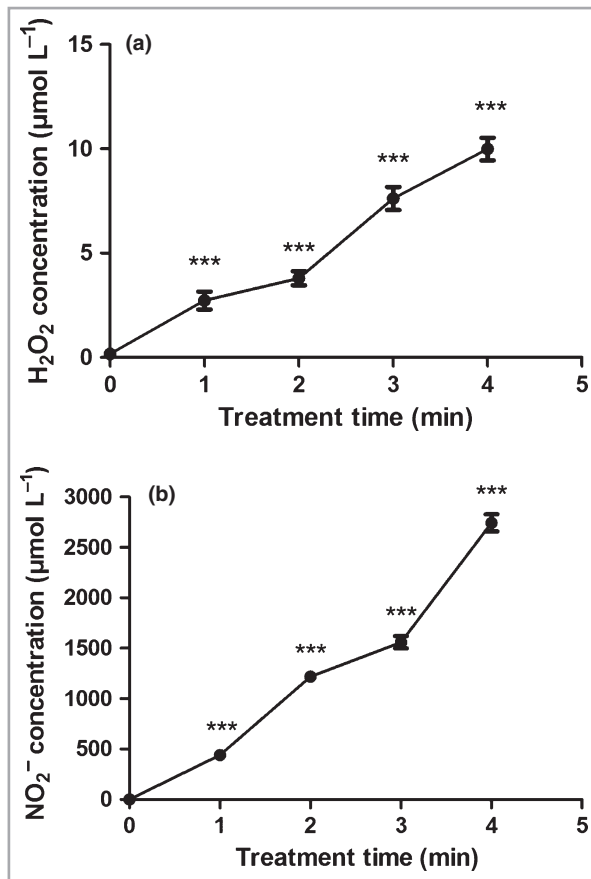 (a)
H₂O₂ concentration (µmol L⁻¹)
15
10
5
0
***
***
***
***
0 1 2 3 4 5
Treatment time (min)
(b)
NO₂⁻ concentration (µmol L⁻¹)
3000
2500
2000
1500
1000
500
0
***
***
***
***
0 1 2 3 4 5
Treatment time (min)